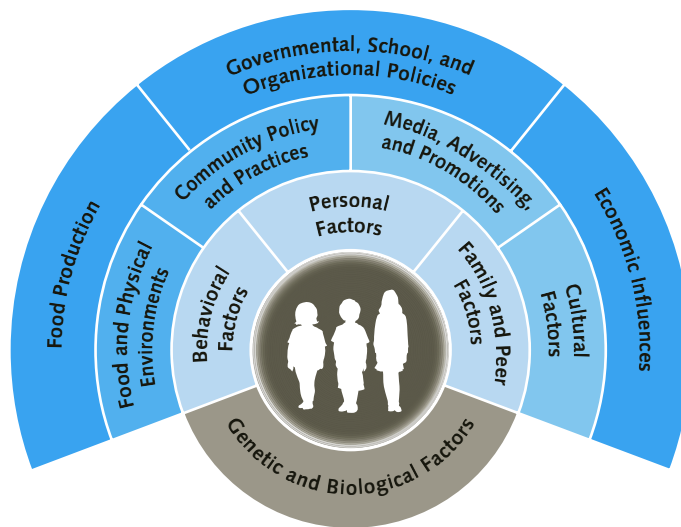 Governmental, School, and
Organizational Policies
Food Production
Economic Influences
Community Policy
and Practices
Media, Advertising,
and Promotions
Food and Physical
Environments
Cultural
Factors
Personal
Factors
Behavioral
Factors
Family and Peer
Factors
Genetic and Biological Factors